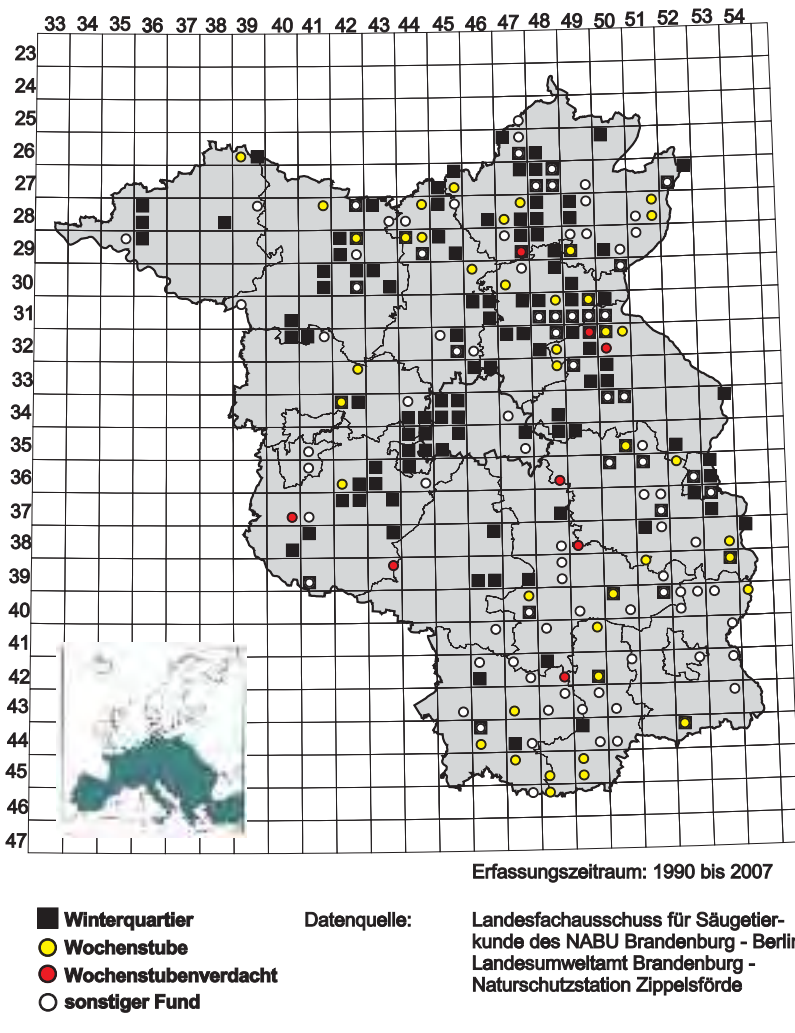 33 34 35 36 37 38 39 40 41 42 43 44 45 46 47 48 49 50 51 52 53 54
23
24
25
26
27
28
29
30
31
32
33
34
35
36
37
38
39
40
41
42
43
44
45
46
47
Erfassungszeitraum: 1990 bis 2007
Winterquartier
Wochenstube
Wochenstubenverdacht
sonstiger Fund
Datenquelle:
Landesfachausschuss für Säugetier-
kunde des NABU Brandenburg - Berlin
Landesumweltamt Brandenburg -
Naturschutzstation Zippelsförde